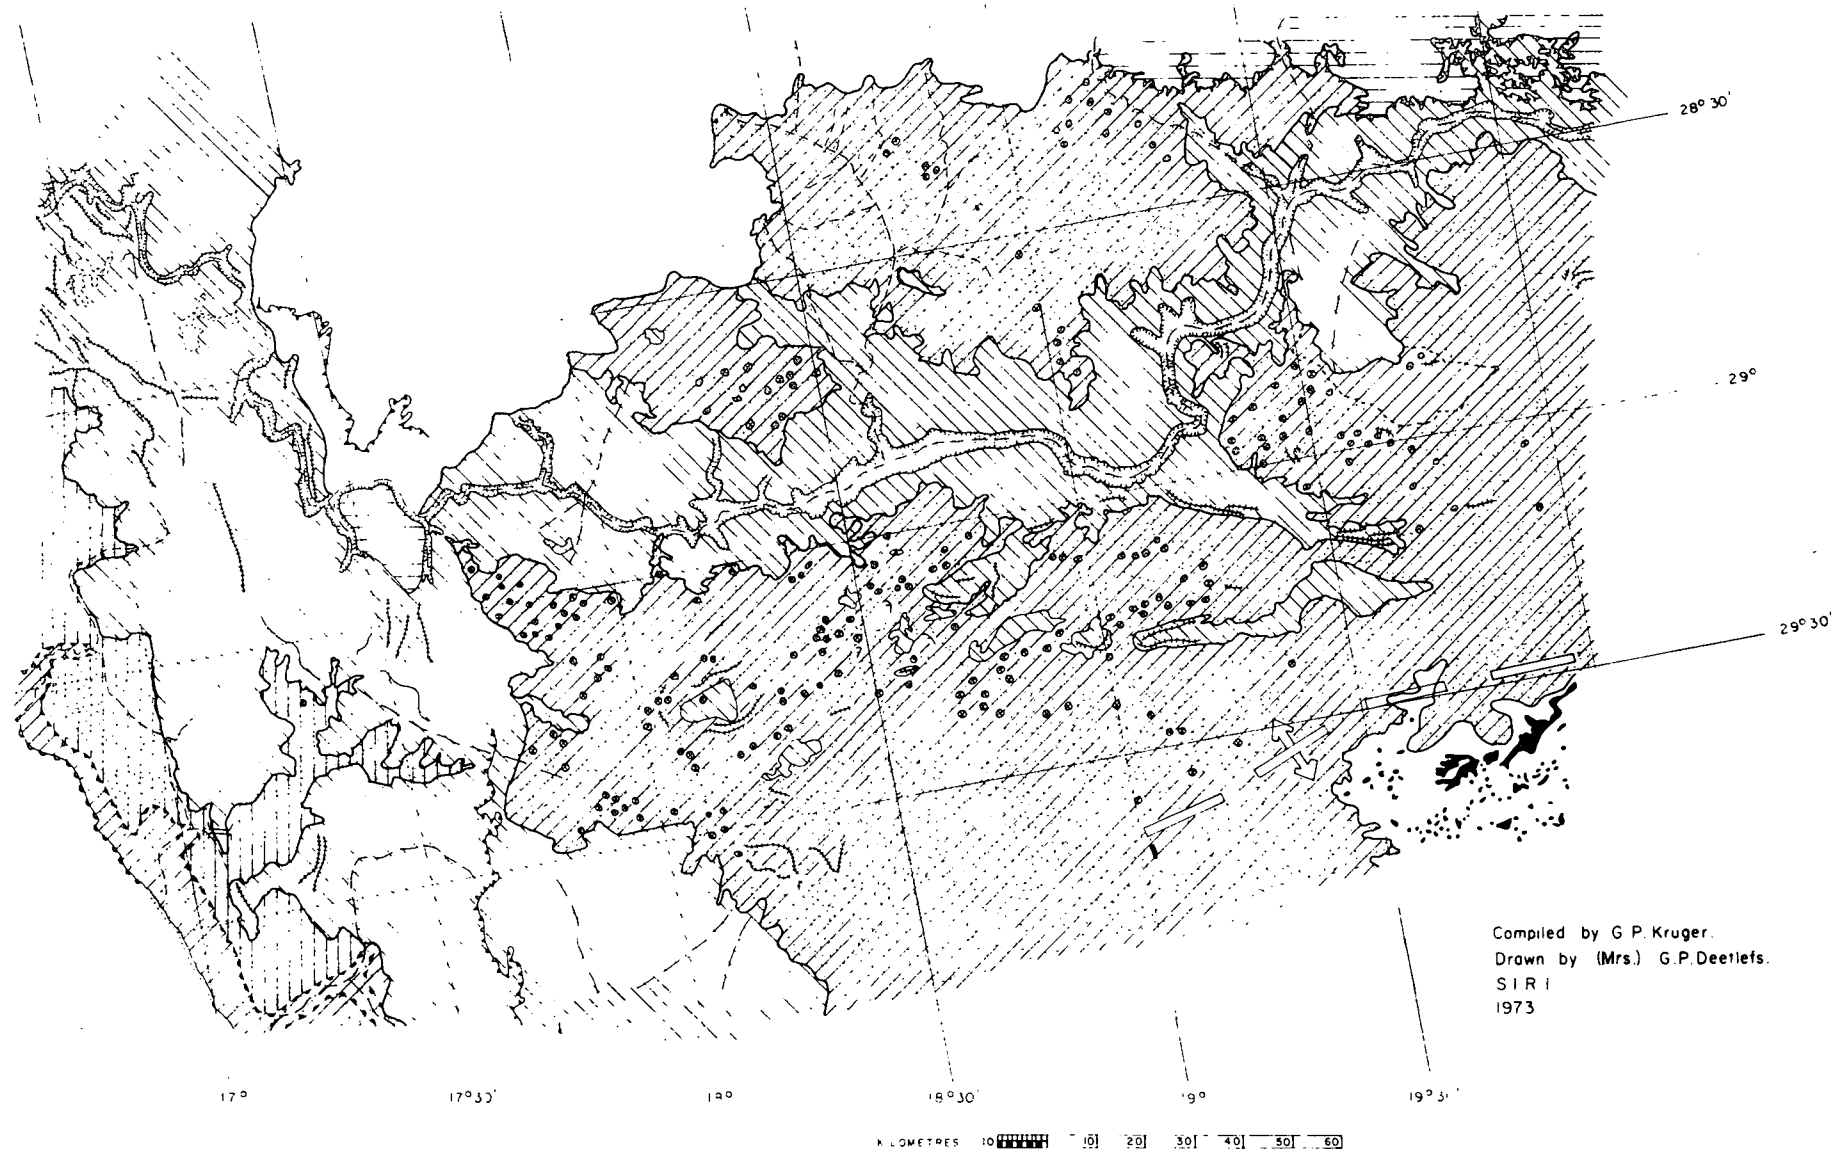 28° 30'
29°
29° 30'
Compiled by G. P. Kruger.
Drawn by (Mrs.) G.P. Deetlefs.
SIRI
1973
17° 17°30' 18° 18°30' 19° 19°30'
KILOMETRES 10 10 20 30 40 50 60